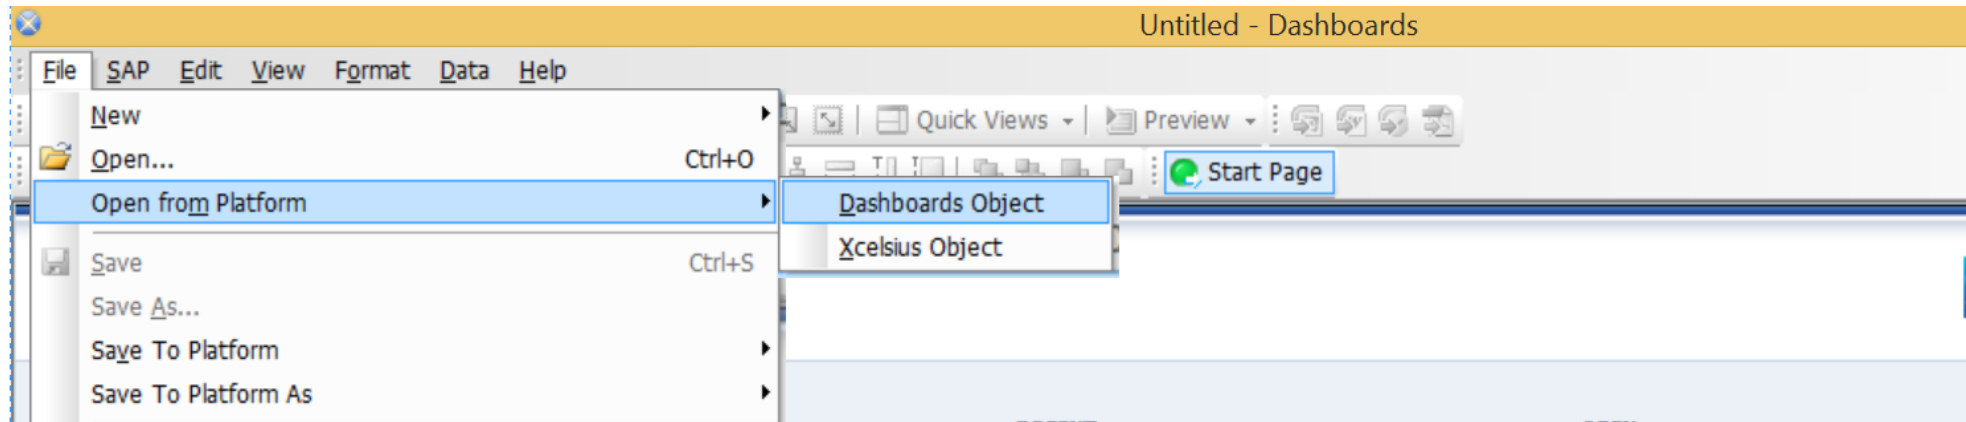 Untitled - Dashboards
File SAP Edit View Format Data Help
New
Quick Views Preview
Open... Ctrl+O
Start Page
Open from Platform
Dashboards Object
Xcelsius Object
Save Ctrl+S
Save As...
Save To Platform
Save To Platform As